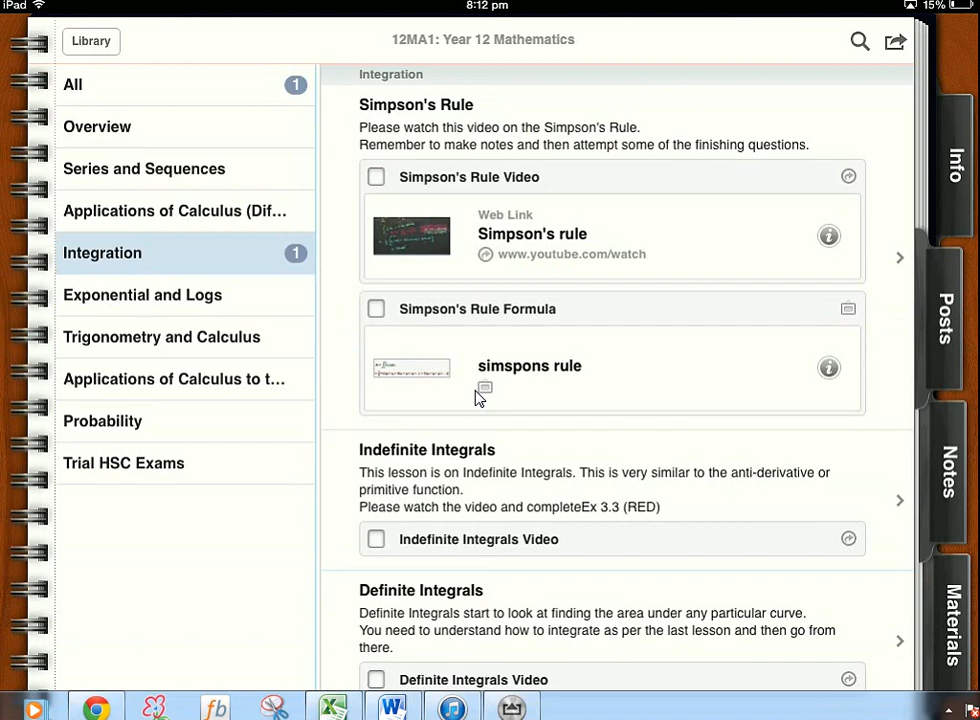 iPad 8:12 pm 15%
Library 12MA1: Year 12 Mathematics
All 1
Overview
Series and Sequences
Applications of Calculus (Dif...
Integration 1
Exponential and Logs
Trigonometry and Calculus
Applications of Calculus to t...
Probability
Trial HSC Exams
Integration
Simpson's Rule
Please watch this video on the Simpson's Rule.
Remember to make notes and then attempt some of the finishing questions.
Simpson's Rule Video
Web Link
Simpson's rule
www.youtube.com/watch
Simpson's Rule Formula
simspons rule
Indefinite Integrals
This lesson is on Indefinite Integrals. This is very similar to the anti-derivative or
primitive function.
Please watch the video and completeEx 3.3 (RED)
Indefinite Integrals Video
Definite Integrals
Definite Integrals start to look at finding the area under any particular curve.
You need to understand how to integrate as per the last lesson and then go from
there.
Definite Integrals Video
Info
Posts
Notes
Materials
fb